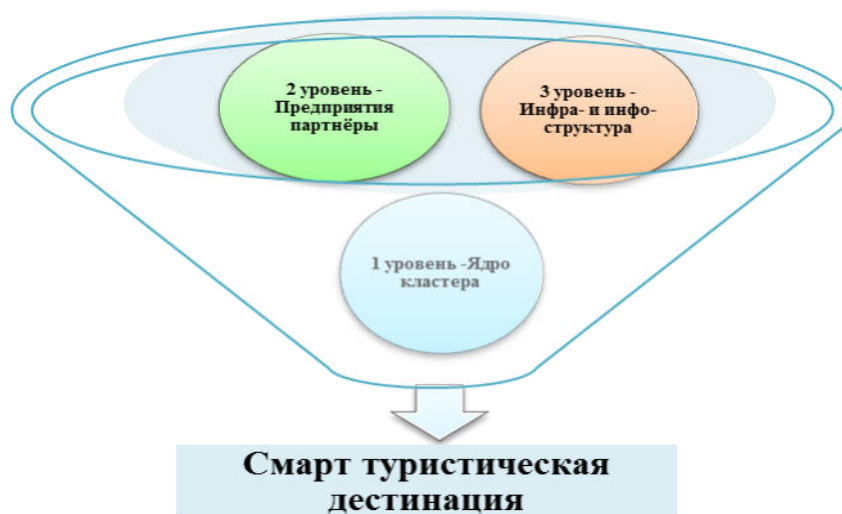 2 уровень -
Предприятия
партнёры
3 уровень -
Инфра- и инфо-
структура
1 уровень -Ядро
кластера
Смарт туристическая
дестинация